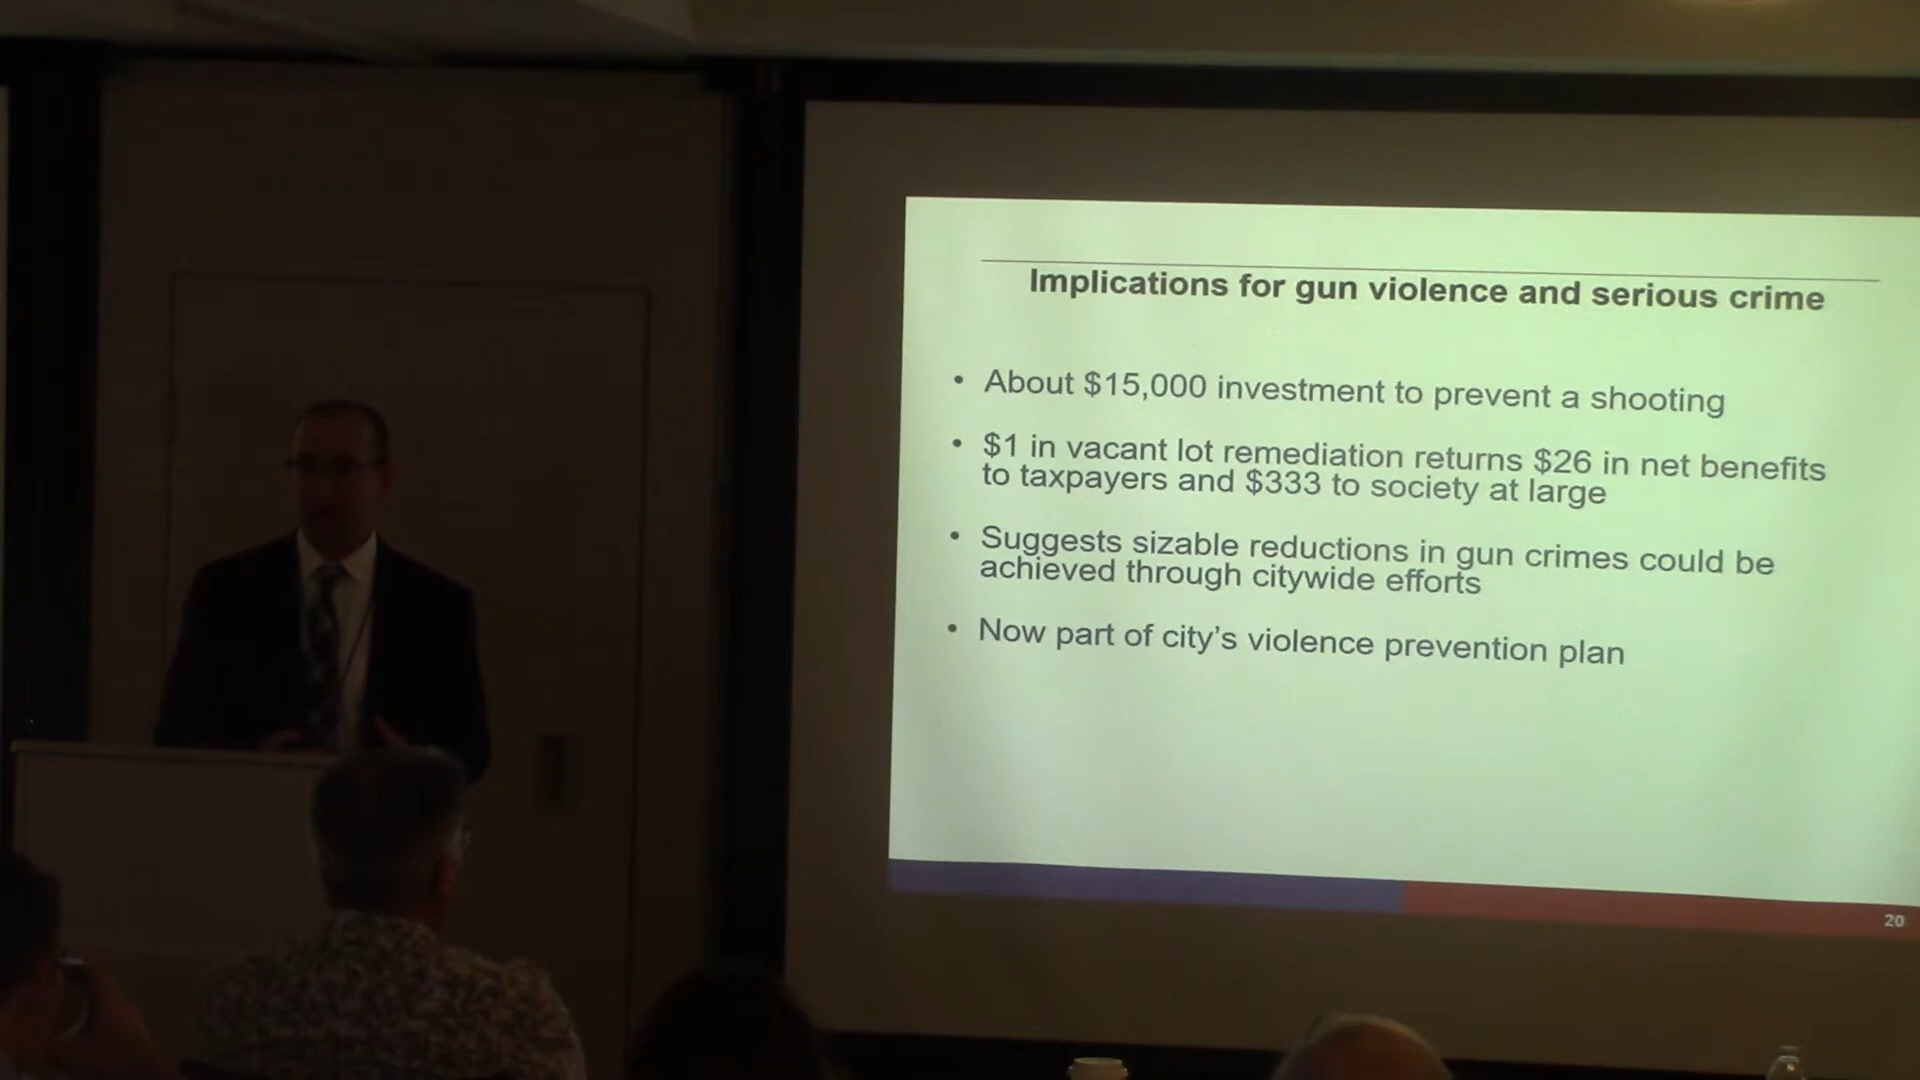 Implications for gun violence and serious crime
• About $15,000 investment to prevent a shooting
• $1 in vacant lot remediation returns $26 in net benefits
to taxpayers and $333 to society at large
• Suggests sizable reductions in gun crimes could be
achieved through citywide efforts
• Now part of city’s violence prevention plan
20